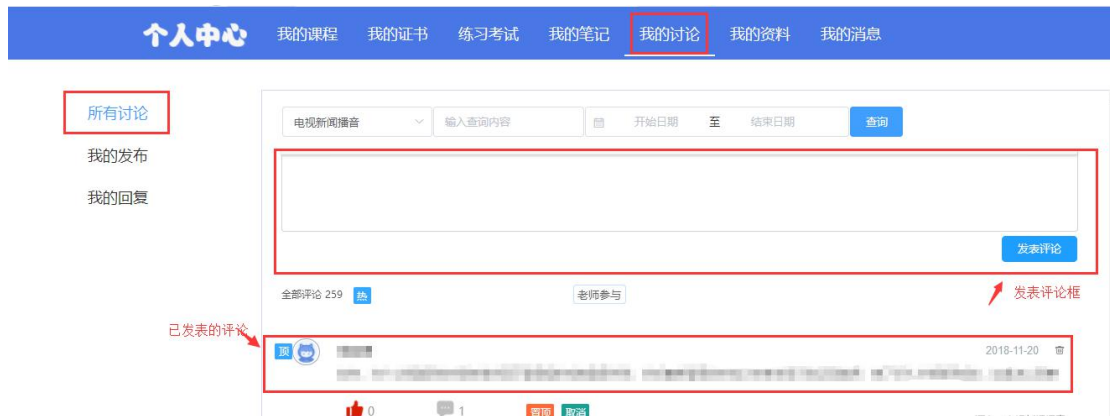 个人中心 我的课程 我的证书 练习考试 我的笔记 我的讨论 我的资料 我的消息
所有讨论
我的发布
我的回复
电视新闻播音 输入查询内容 开始日期 至 结束日期 查询
发表评论
全部评论 259 热 老师参与
发表评论框
已发表的评论
顶 2018-11-20
0 1 置顶 取消